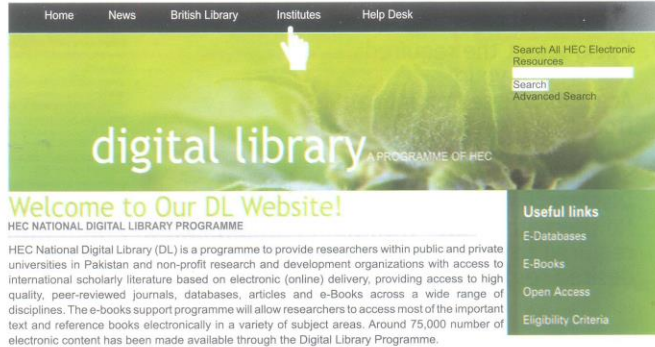 Home News British Library Institutes Help Desk
Search All HEC Electronic
Resources
Search
Advanced Search
digital library
A PROGRAMME OF HEC
Welcome to Our DL Website!
HEC NATIONAL DIGITAL LIBRARY PROGRAMME
HEC National Digital Library (DL) is a programme to provide researchers within public and private
universities in Pakistan and non-profit research and development organizations with access to
international scholarly literature based on electronic (online) delivery, providing access to high
quality, peer-reviewed journals, databases, articles and e-Books across a wide range of
disciplines. The e-books support programme will allow researchers to access most of the important
text and reference books electronically in a variety of subject areas. Around 75,000 number of
electronic content has been made available through the Digital Library Programme.
Useful links
E-Databases
E-Books
Open Access
Eligibility Criteria